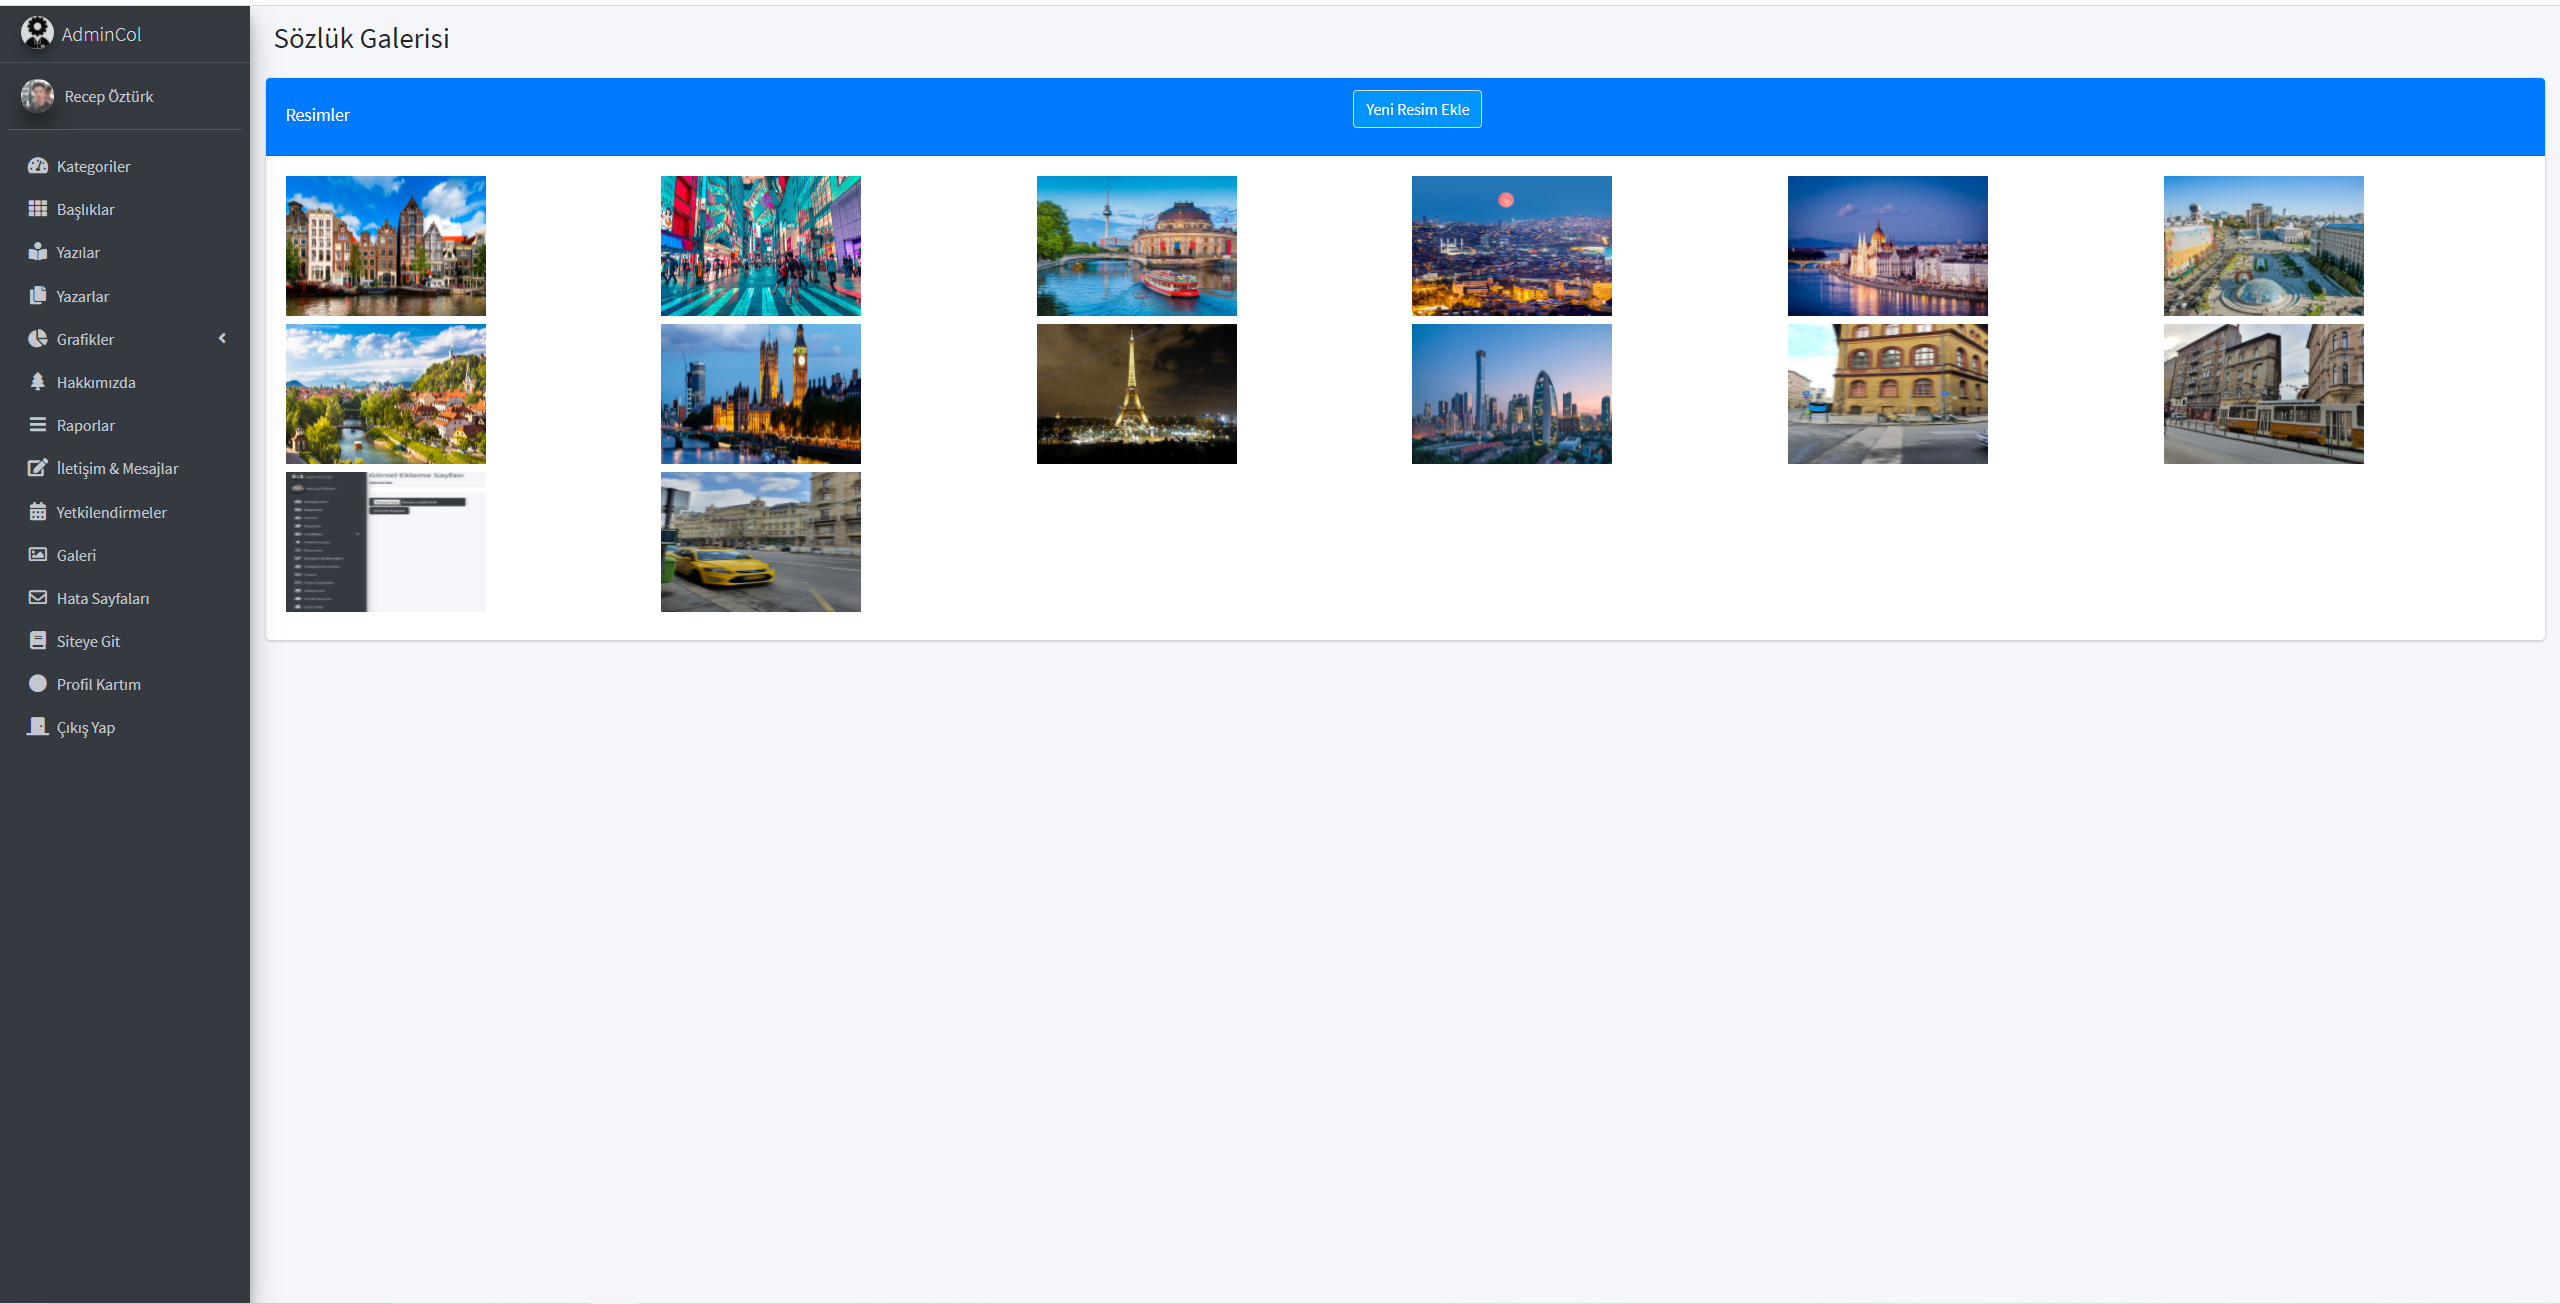 AdminCol
Recep Öztürk
Kategoriler
Başlıklar
Yazılar
Yazarlar
Grafikler
Hakkımızda
Raporlar
İletişim & Mesajlar
Yetkilendirmeler
Galeri
Hata Sayfaları
Siteye Git
Profil Kartım
Çıkış Yap
Sözlük Galerisi
Resimler
Yeni Resim Ekle
Görsel Ekleme Sayfası